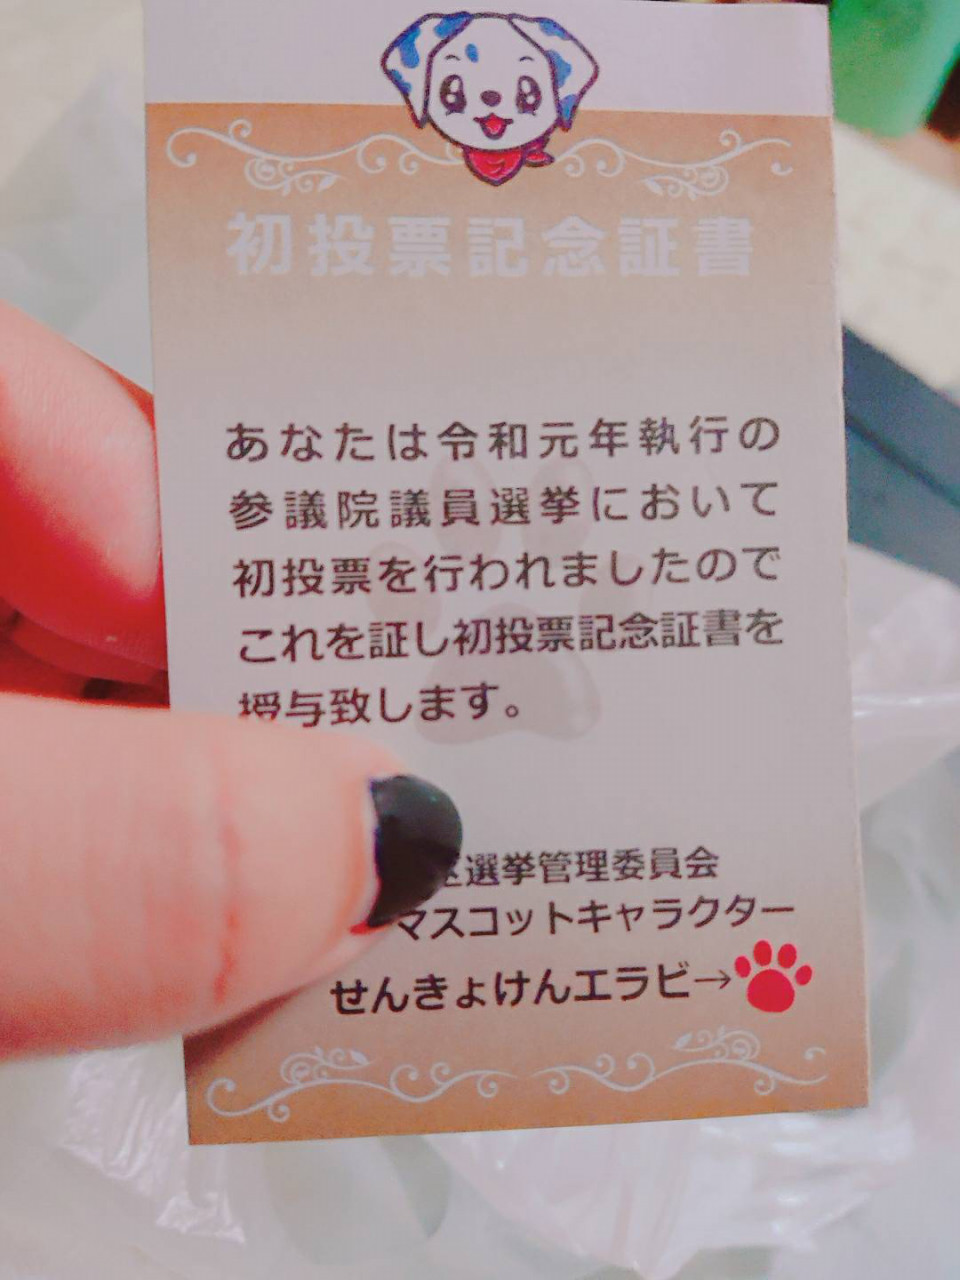 初投票記念証書
あなたは令和元年執行の
参議院議員選挙において
初投票を行われましたので
これを証し初投票記念証書を
授与致します。
区選挙管理委員会
マスコットキャラクター
せんきょけんエラビ→